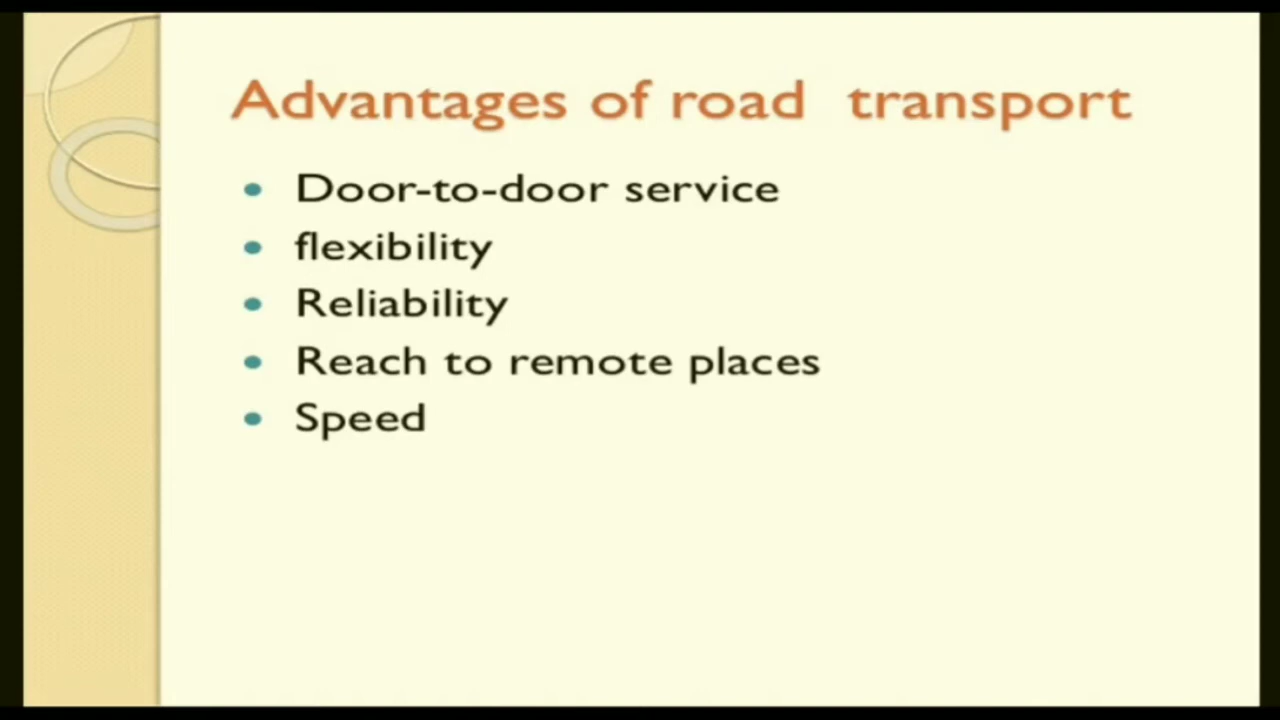 Advantages of road transport
• Door-to-door service
• flexibility
• Reliability
• Reach to remote places
• Speed